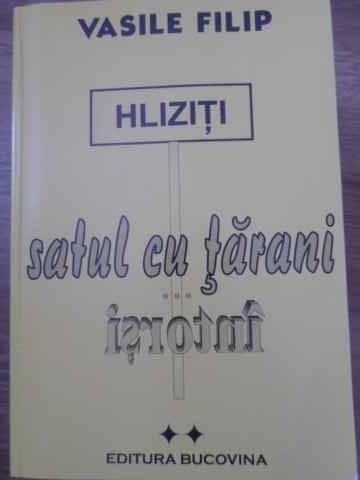 VASILE FILIP
HLIZIȚI
satul cu țărani
...
întorși
EDITURA BUCOVINA